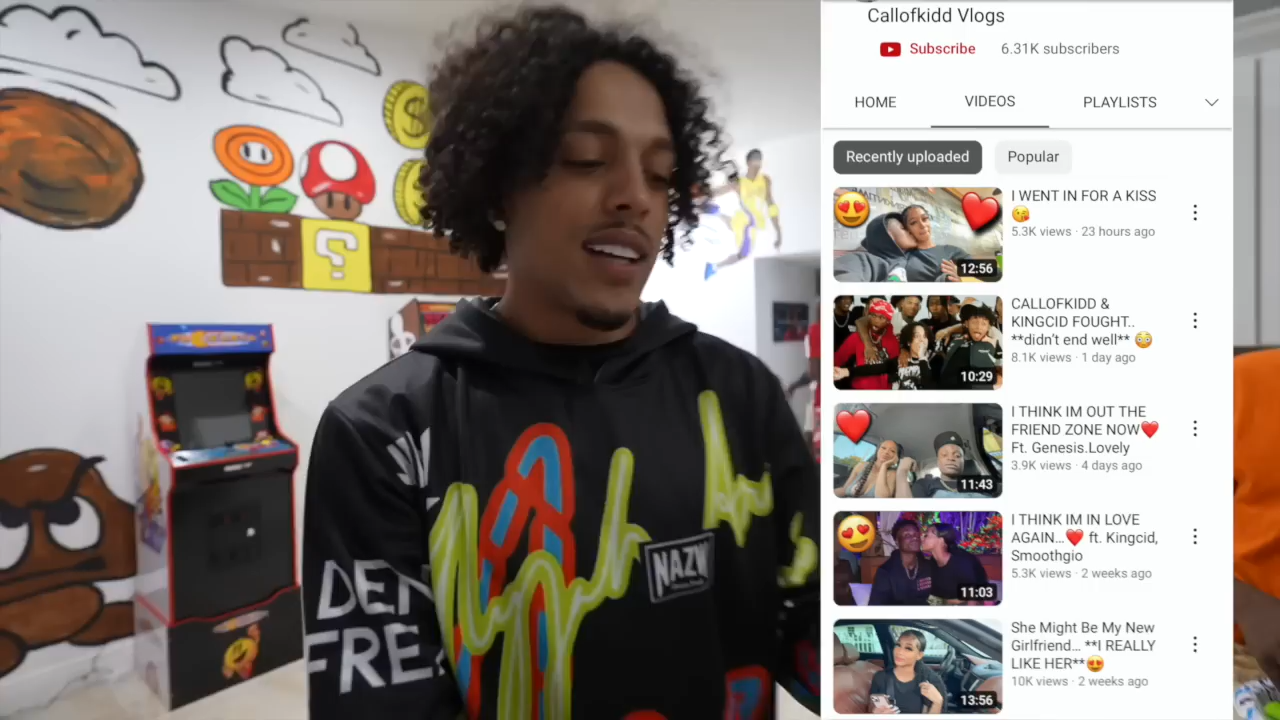 Callofkidd Vlogs
Subscribe 6.31K subscribers
HOME VIDEOS PLAYLISTS
Recently uploaded Popular
I WENT IN FOR A KISS
😘
5.3K views · 23 hours ago
12:56
CALLOFKIDD &
KINGCID FOUGHT..
**didn't end well** 😳
8.1K views · 1 day ago
10:29
I THINK IM OUT THE
FRIEND ZONE NOW❤️
Ft. Genesis.Lovely
3.9K views · 4 days ago
11:43
I THINK IM IN LOVE
AGAIN...❤️ ft. Kingcid,
Smoothgio
5.3K views · 2 weeks ago
11:03
She Might Be My New
Girlfriend... **I REALLY
LIKE HER**😍
10K views · 2 weeks ago
13:56
?
$
NAZW
FRE